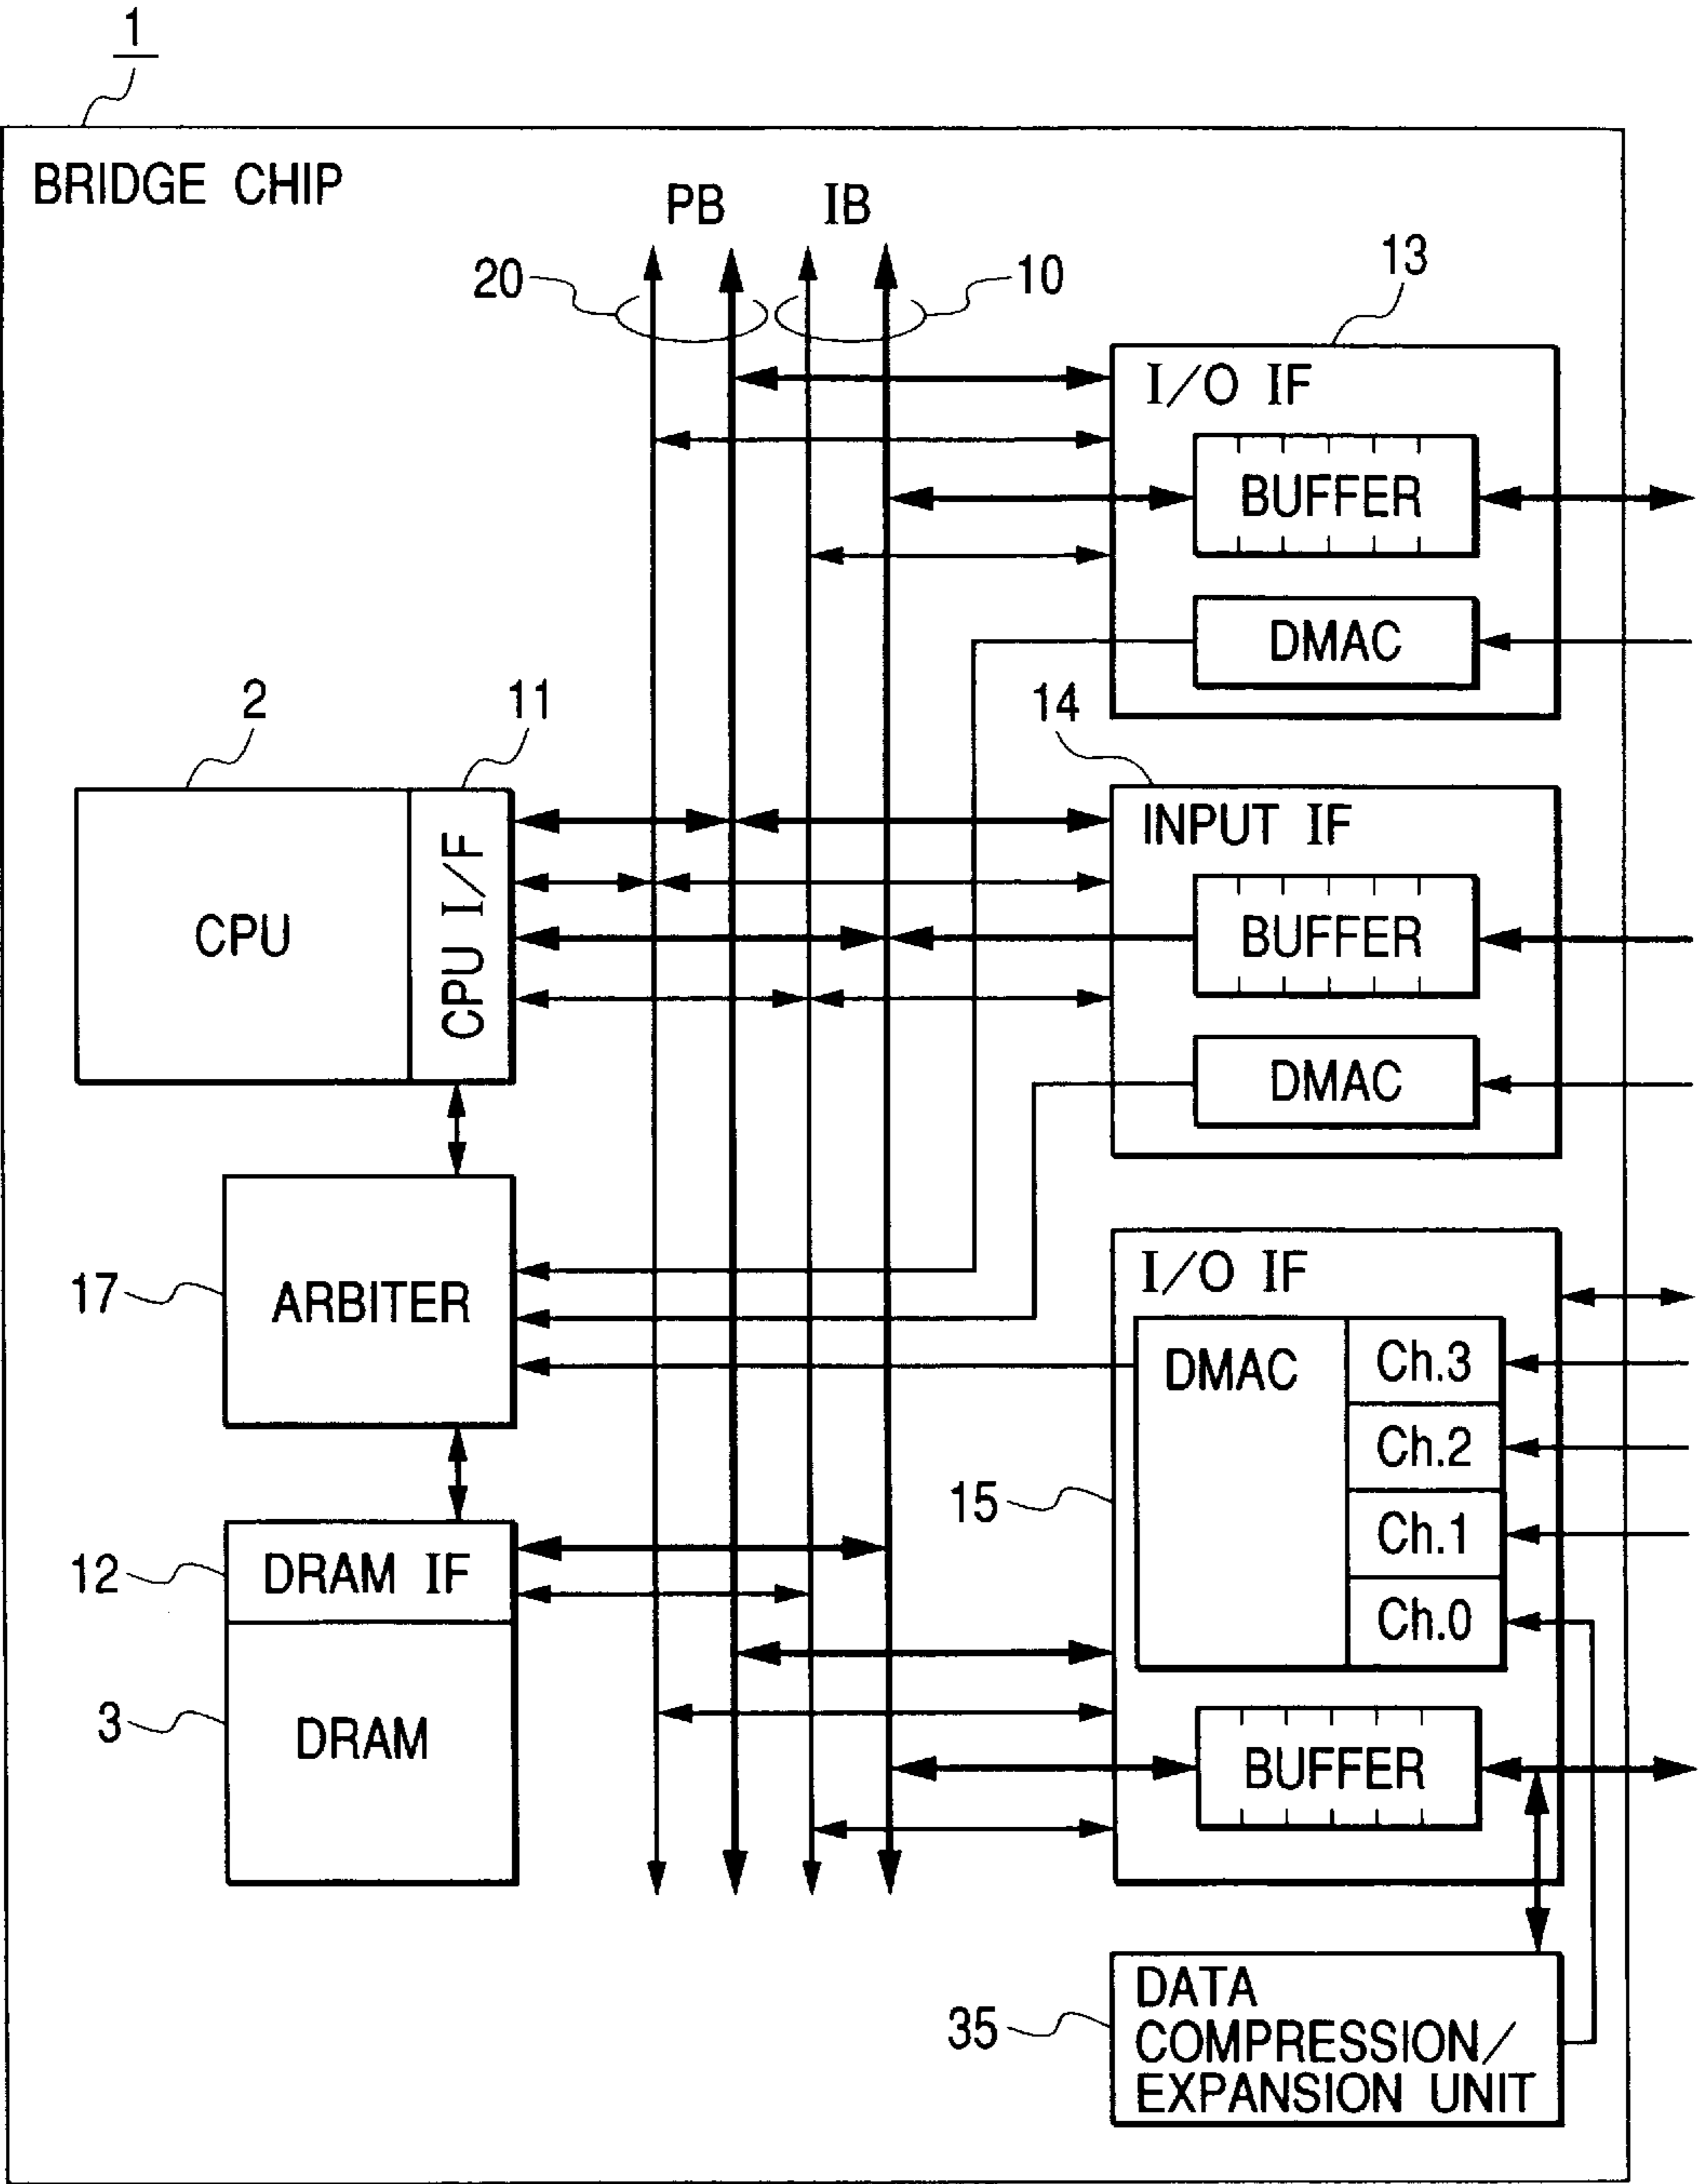 1
BRIDGE CHIP
PB
IB
20
10
13
I/O IF
BUFFER
DMAC
2
11
14
CPU
CPU I/F
INPUT IF
BUFFER
DMAC
17
ARBITER
I/O IF
DMAC
Ch.3
Ch.2
Ch.1
Ch.0
15
12
DRAM IF
3
DRAM
BUFFER
35
DATA
COMPRESSION/
EXPANSION UNIT